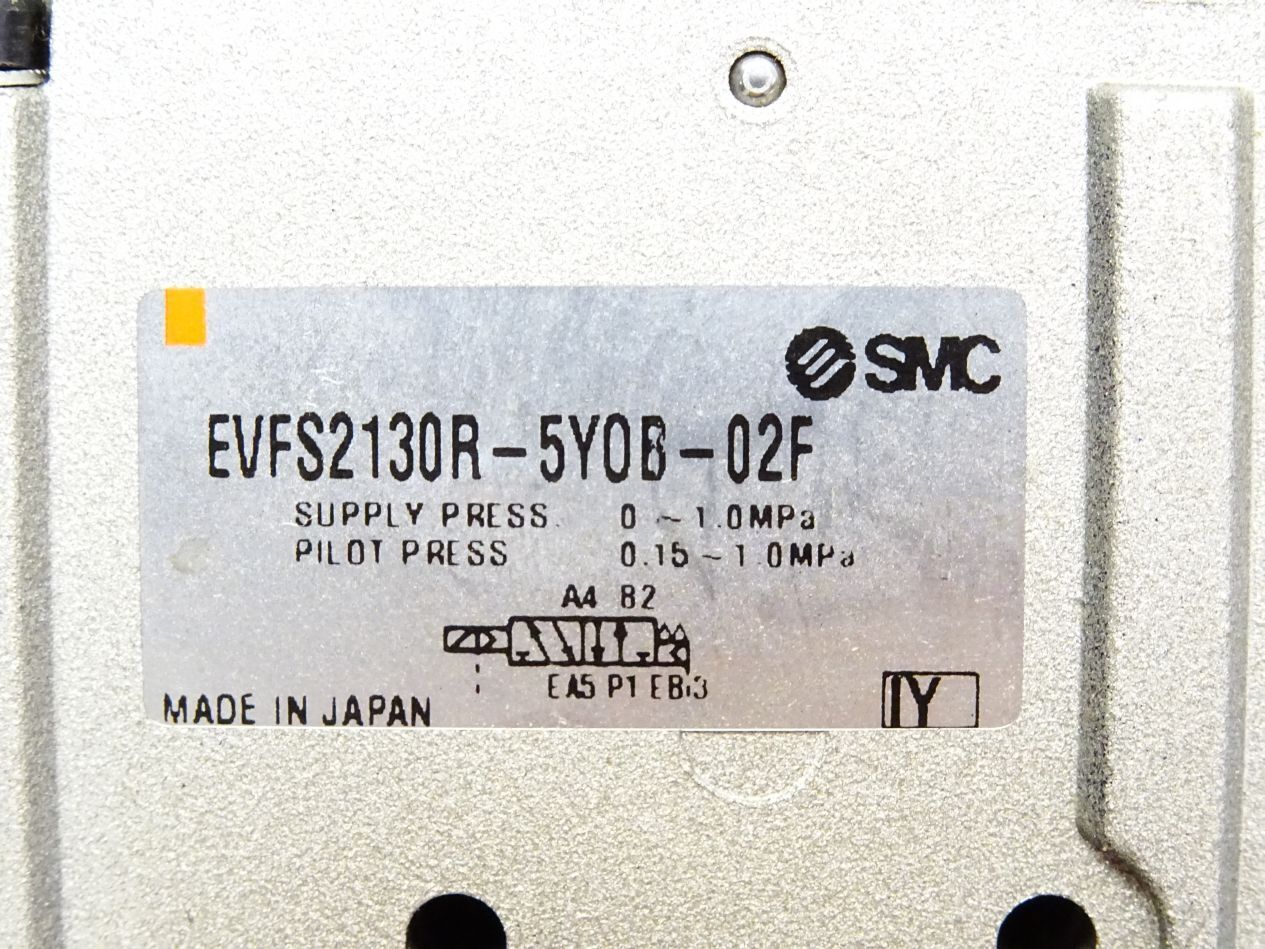 SMC
EVFS2130R-5YOB-02F
SUPPLY PRESS. 0 ~ 1.0MPa
PILOT PRESS 0.15 ~ 1.0MPa
A4 B2
EA5 P1 EB3
MADE IN JAPAN
IY